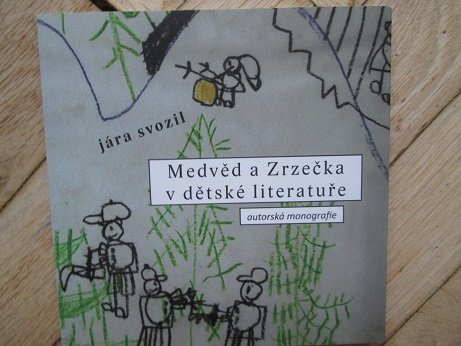 jára svozil
Medvěd a Zrzečka
v dětské literatuře
autorská monografie